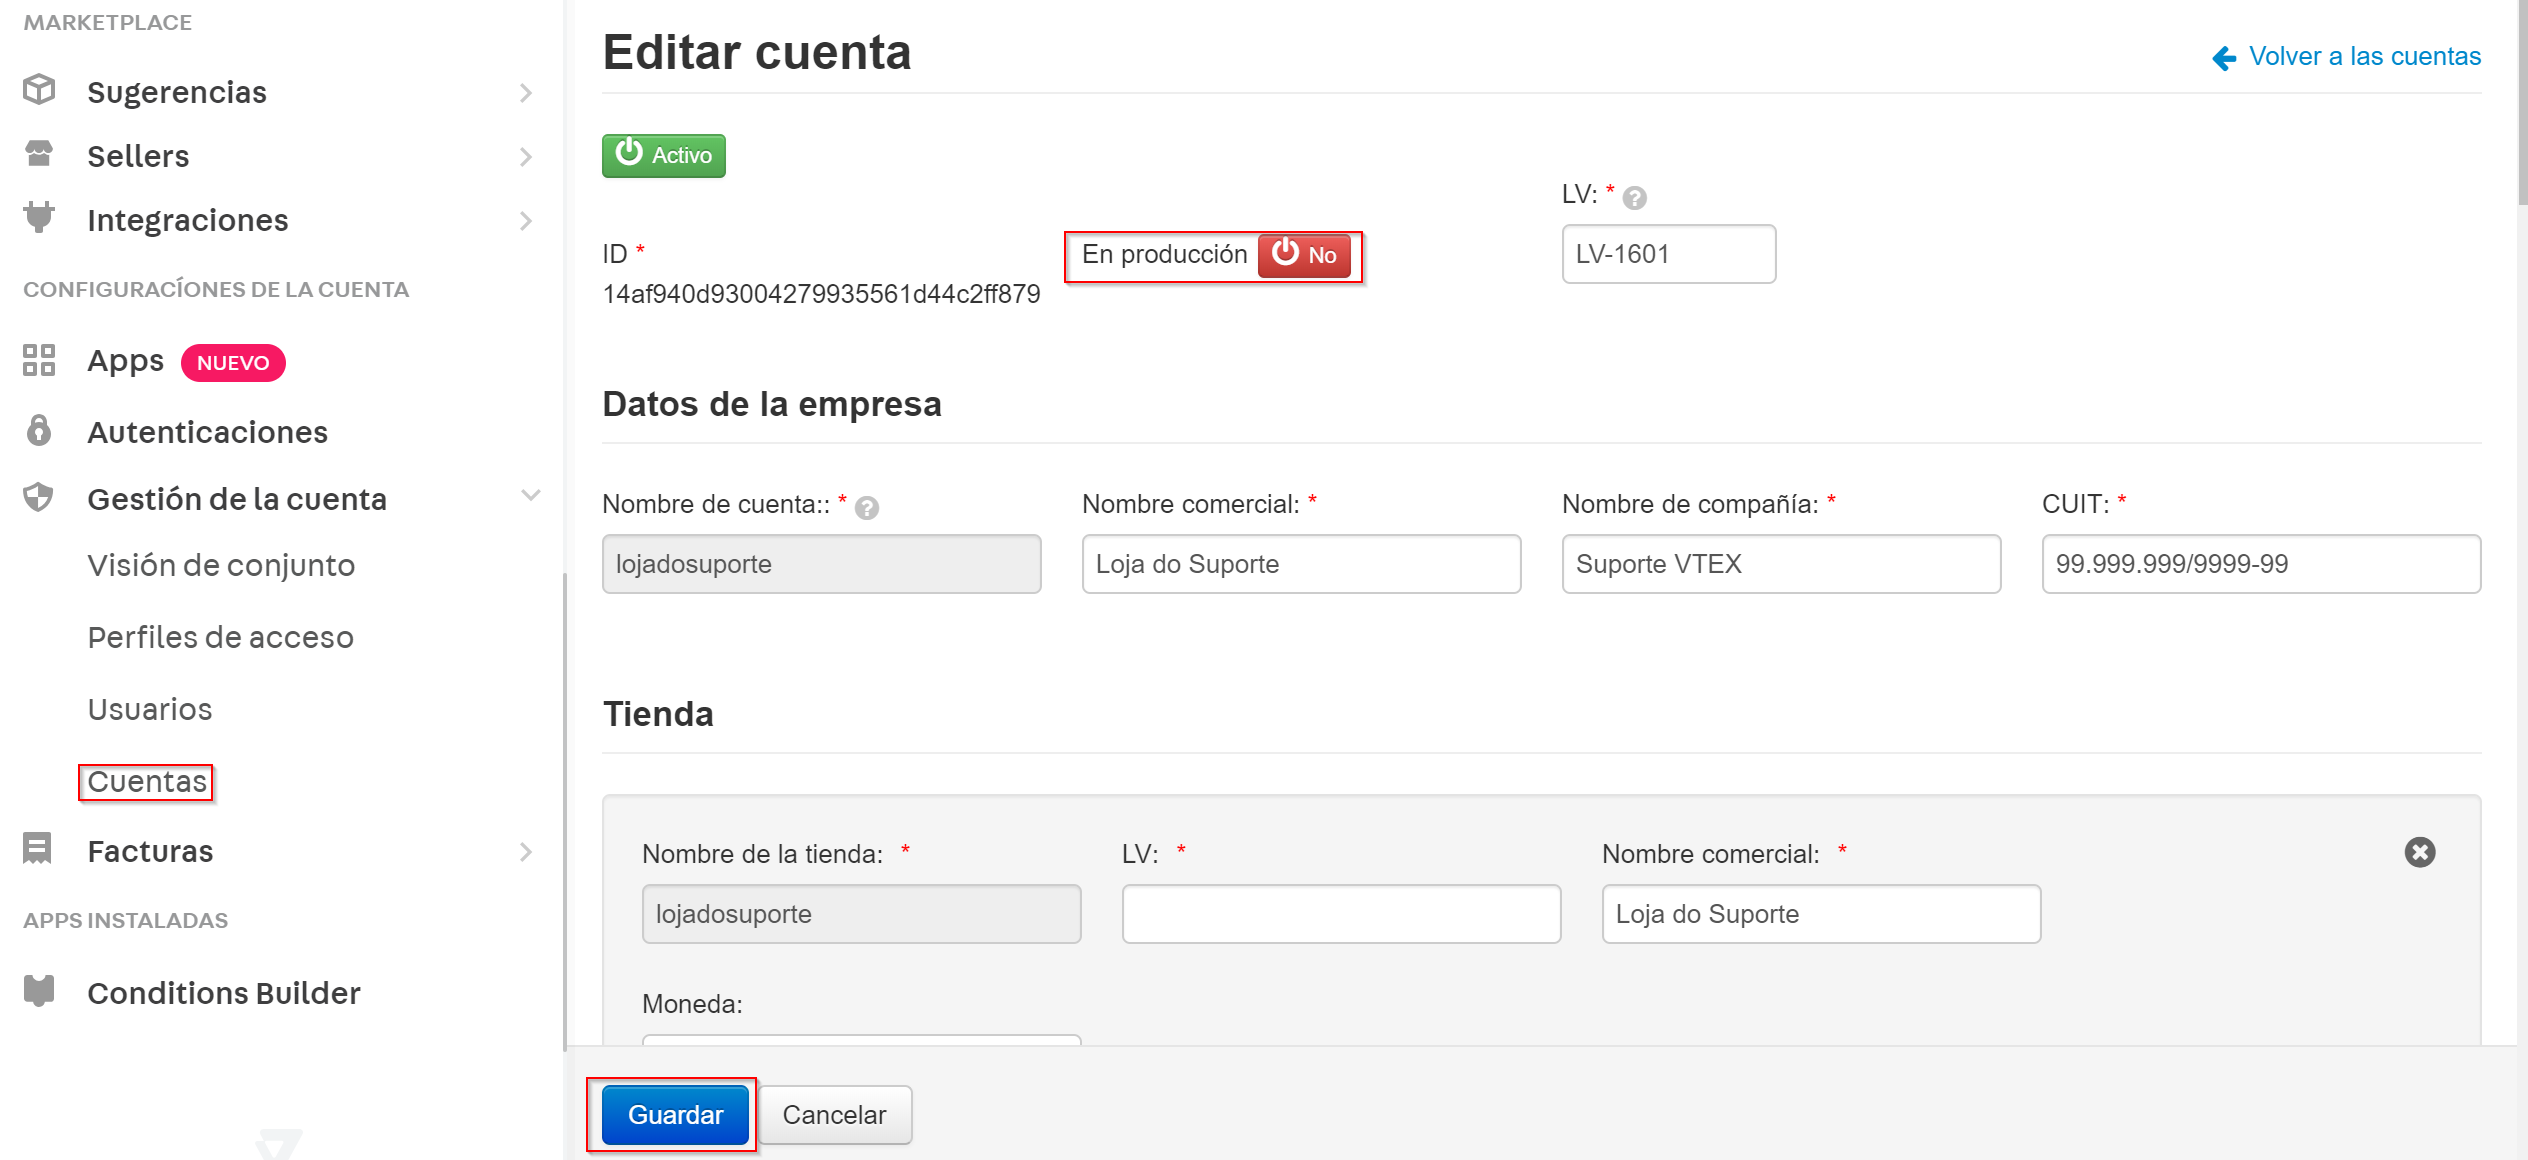 MARKETPLACE
Sugerencias
Sellers
Integraciones
CONFIGURACÍONES DE LA CUENTA
Apps NUEVO
Autenticaciones
Gestión de la cuenta
Visión de conjunto
Perfiles de acceso
Usuarios
Cuentas
Facturas
APPS INSTALADAS
Conditions Builder
Editar cuenta
Volver a las cuentas
Activo
ID *
14af940d93004279935561d44c2ff879
En producción No
LV: * ?
LV-1601
Datos de la empresa
Nombre de cuenta:: * ?
lojadosuporte
Nombre comercial: *
Loja do Suporte
Nombre de compañía: *
Suporte VTEX
CUIT: *
99.999.999/9999-99
Tienda
Nombre de la tienda: *
lojadosuporte
LV: *
Nombre comercial: *
Loja do Suporte
Moneda:
Guardar
Cancelar